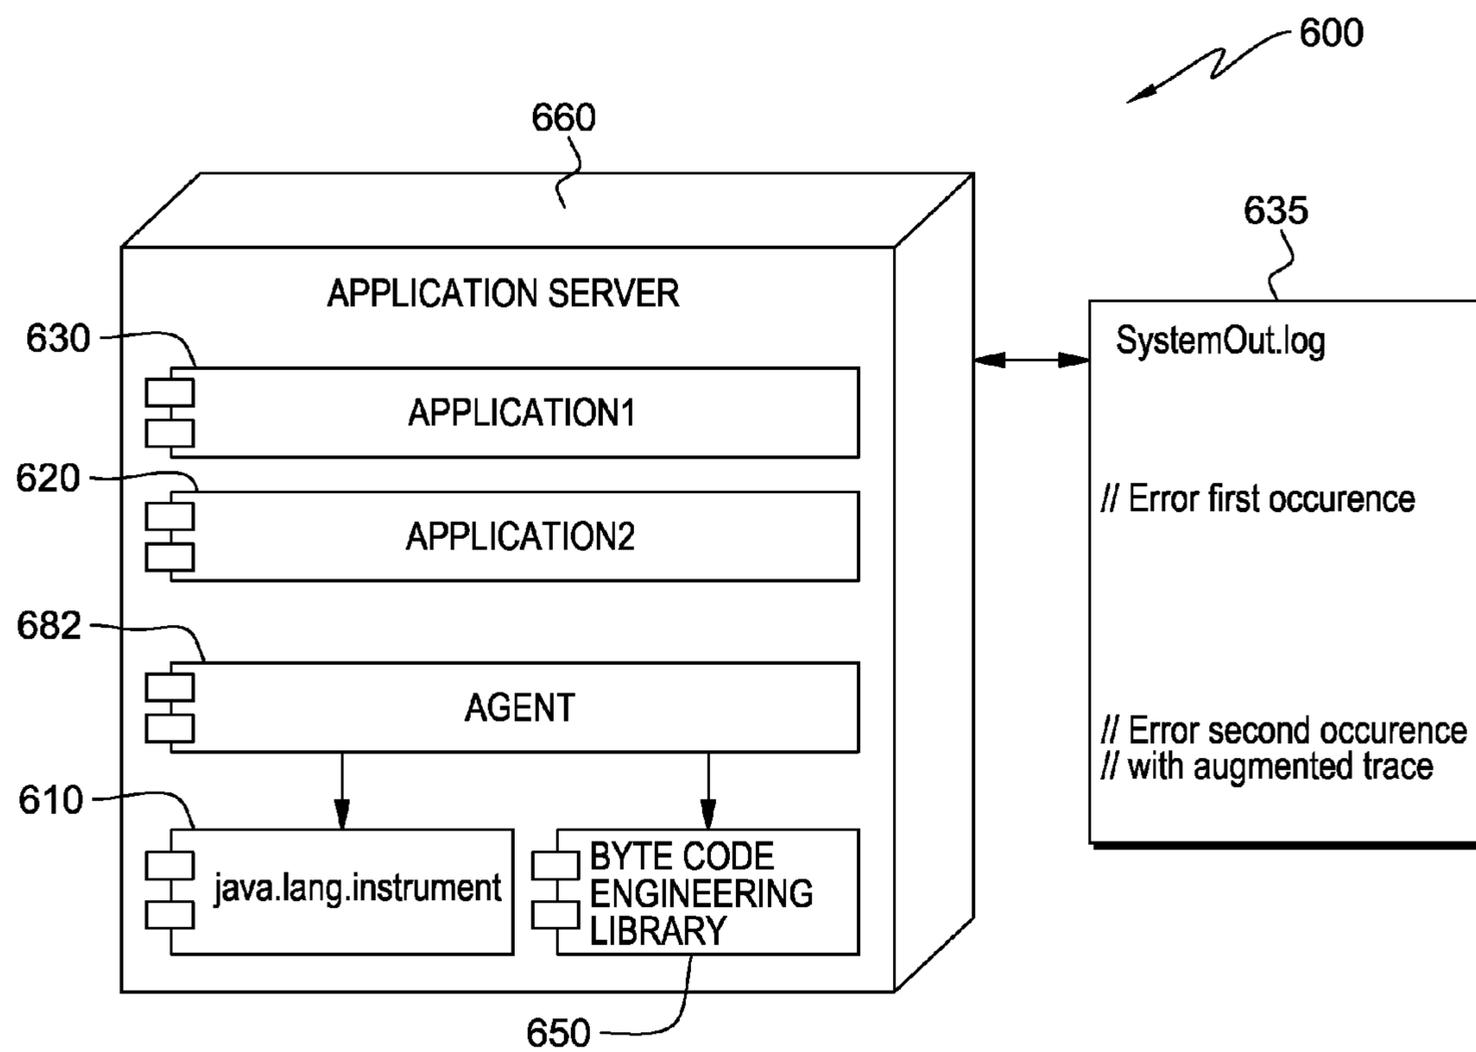 600
660
635
APPLICATION SERVER
SystemOut.log
630
APPLICATION1
620
APPLICATION2
// Error first occurence
682
AGENT
// Error second occurence
// with augmented trace
610
java.lang.instrument
BYTE CODE
ENGINEERING
LIBRARY
650